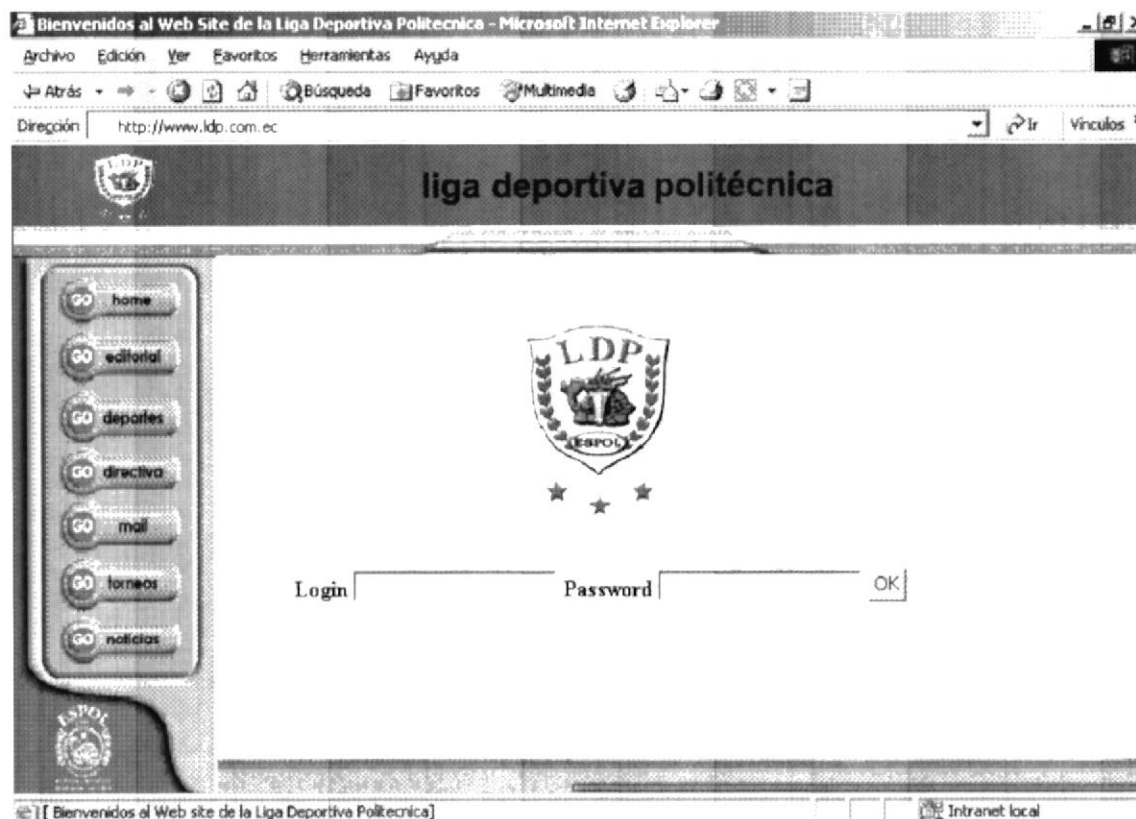 Bienvenidos al Web Site de la Liga Deportiva Politecnica - Microsoft Internet Explorer
Archivo Edición Ver Favoritos Herramientas Ayuda
Atrás Búsqueda Favoritos Multimedia
Dirección http://www.ldp.com.ec Ir Vínculos
LDP
liga deportiva politécnica
GO home
GO editorial
GO deportes
GO directiva
GO mail
GO torneos
GO noticias
LDP
ESPOL
Login Password OK
ESPOL
[ Bienvenidos al Web site de la Liga Deportiva Politecnica] Intranet local